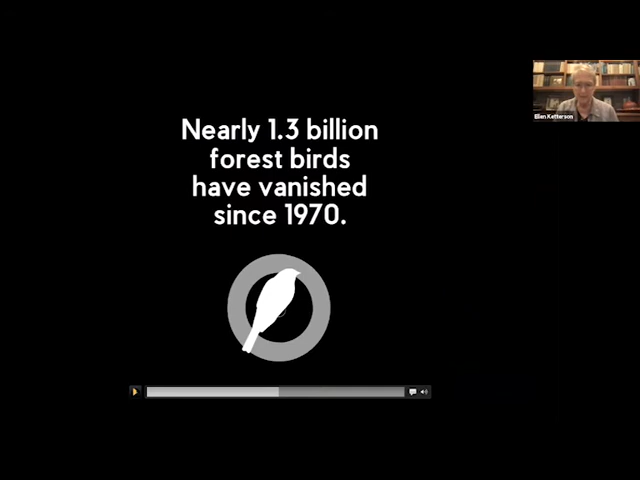 Nearly 1.3 billion
forest birds
have vanished
since 1970.
Ellen Ketterson